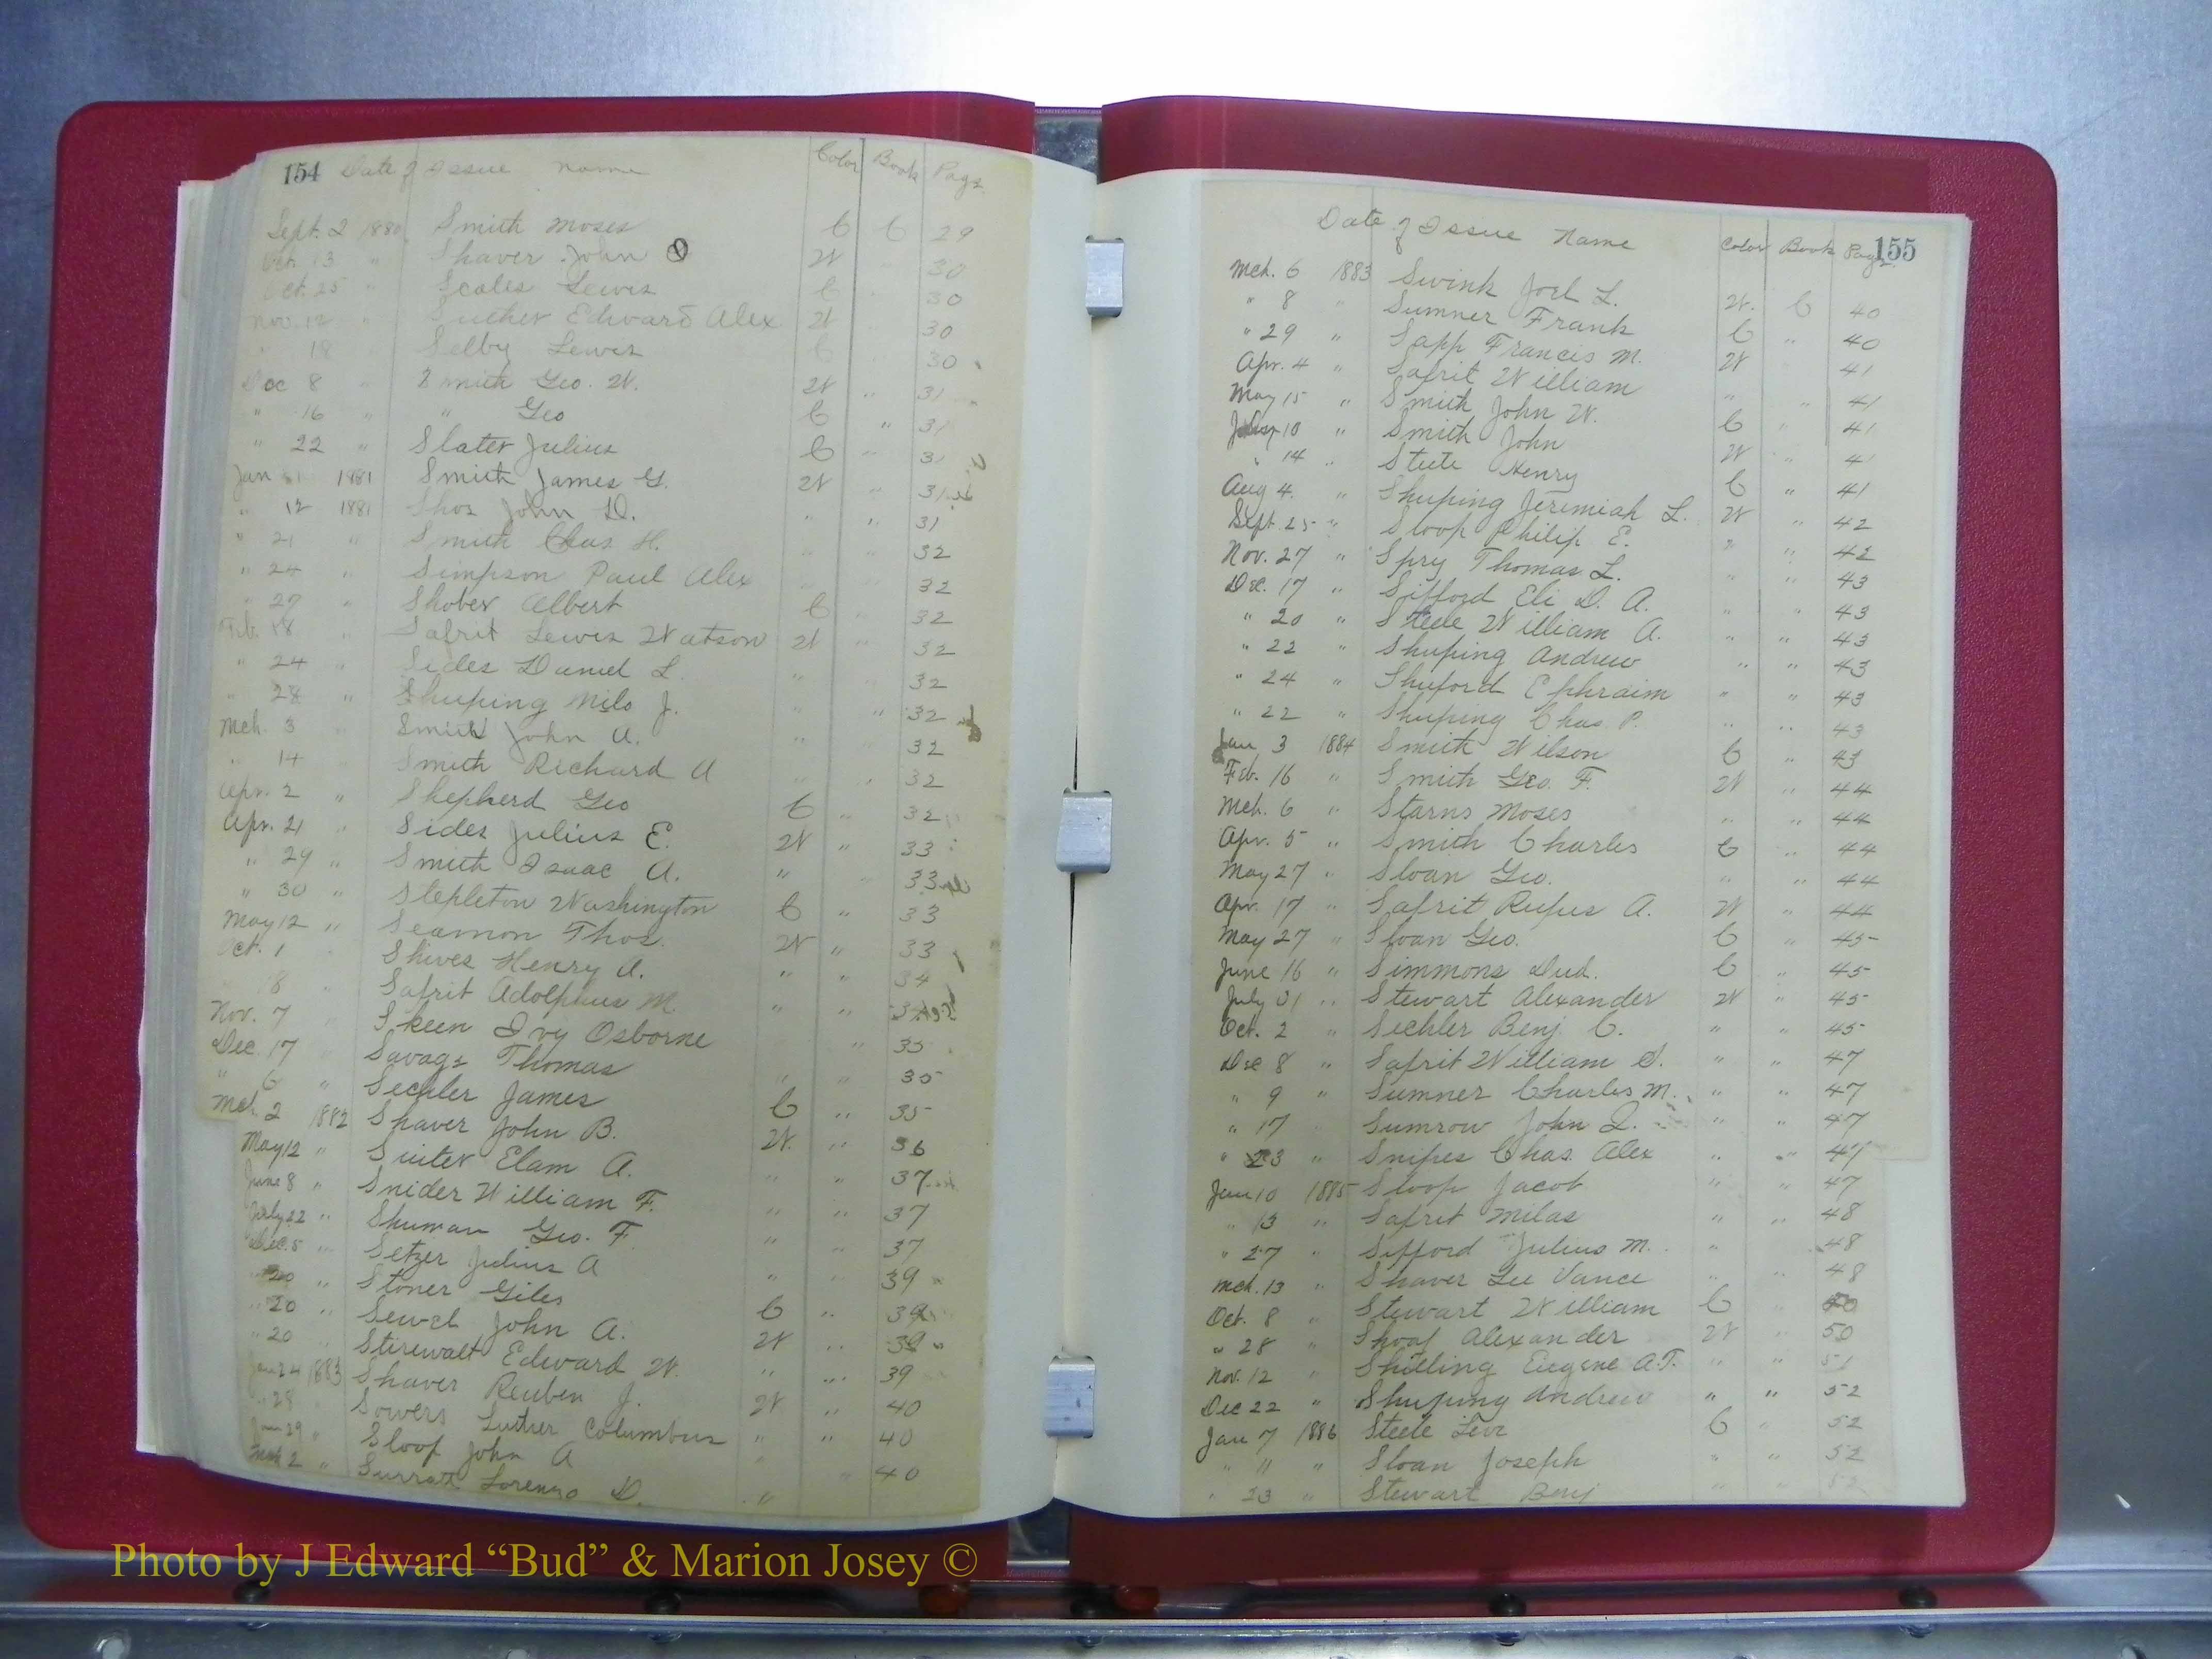 154 Date of Issue Name Color Book Page
Sept. 2 1880 Smith Moses C C 29
Oct. 13 " Shaver John W " 30
Oct. 25 " Scales Lewis C " 30
Nov. 12 " Edward Alex W 30
" 18 Selby Lewis C 30
Dec 8 " Smith Geo. W. W " 31
" 16 " " Geo C " 31
" 22 " Slater Julius C " 31
Jan 1881 Smith James G. W " 31
" 12 1881 John D. " " 31
" 21 " Smith Chas H. " " 32
" 24 " Simpson Paul Alex 32
" 27 " Shober Albert C 32
Feb. 18 " Safrit Lewis Watson W " 32
" 24 " Sides Daniel L. " 32
" 28 " Shuping Milo J. " " 32
Mch. 3 Smith John A. " 32
" 14 Smith Richard A " " 32
Apr. 2 " Shepherd Geo C " 32
Apr. 21 " Sides Julius E. W " 33
" 29 " Smith Isaac A. " 33
" 30 " Stepleton Washington C " 33
May 12 " Seamon Thos. W " 33
Oct. 1 Shives Henry A. " " 34
8 " Safrit Adolphus M " "
Nov. 7 " Skeen Ivy Osborne " 35
Dec. 17 Savage Thomas " " 35
" 6 " Sechler James C " 35
Mch. 2 1882 Shaver John B. W. " 36
May 12 " Suiter Elam A. " " 37
June 8 " Snider William F. " " 37
July 22 " Shuman Geo. F. " " 37
Dec. 5 " Setzer Julius A " " 39
" 20 " Stoner Giles C " 39
" 20 " Sewel John A. W " 39
" 20 " Stirewalt Edward W. " " 39
Jan 24 1883 Shaver Reuben J. W " 40
" 28 Sowers Luther Columbus " " 40
Jan 29 " Sloop John A " " 40
Mch 2 " Surratt Lorenzo D. "
Date of Issue Name Color Book Page 155
Mch. 6 1883 Swink Joel L. W. C 40
" 8 " Sumner Frank C " 40
" 29 " Sapp Francis M. W 41
Apr. 4 " Safrit William " " 41
May 15 " Smith John W. C " 41
10 " Smith John W " 41
" 14 " Henry C " 41
Aug 4. " Shuping Jeremiah L. W " 42
Sept. 25 " Sloop Philip E. " " 42
Nov. 27 " Spry Thomas L. " " 43
Dec. 17 " Sifford Eli D. A. " " 43
" 20 " Steele William A. " " 43
" 22 " Shuping Andrew " " 43
" 24 " Shuford Ephraim " " 43
" 22 " Shuping Chas P. " " 43
Jan 3 1884 Smith Wilson C " 43
Feb. 16 " Smith Geo. F. W " 44
Mch. 6 " Starns Moses " " 44
Apr. 5 " Smith Charles C " 44
May 27 " Sloan Geo. " " 44
Apr. 17 " Safrit Rufus A. W " 44
May 27 " Sloan Geo. C " 45
June 16 " Simmons Dud. C " 45
July 31 " Stewart Alexander W " 45
Oct. 2 " Sechler Benj. C. " " 45
Dec 8 " Safrit William S. " " 47
" 9 " Sumner Charles M. " " 47
" 17 Sumrow John Q. " " 47
" 23 " Snipes Chas. Alex " " 47
Jan 10 1885 Sloop Jacob " " 47
" 13 " Safrit Milas " " 48
" 27 " Sifford Julius M. " 48
Mch. 13 " Shaver Lee Vance " " 48
Oct. 8 " Stewart William C " 50
" 28 " Shoaf Alexander W " 50
Nov. 12 " Shilling Eugene A.T. " " 51
Dec 22 " Shuping Andrew " " 52
Jan 7 1886 Steele Levi C " 52
" 11 " Sloan Joseph " " 52
" 23 " Stewart Benj " " 52
Photo by J Edward “Bud” & Marion Josey ©